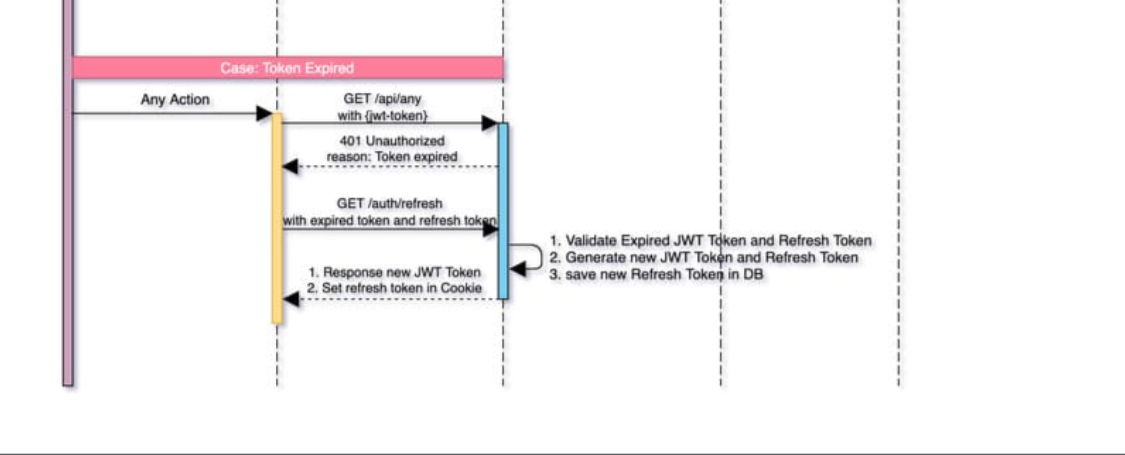 Case: Token Expired
Any Action
GET /api/any
with {jwt-token}
401 Unauthorized
reason: Token expired
GET /auth/refresh
with expired token and refresh token
1. Validate Expired JWT Token and Refresh Token
2. Generate new JWT Token and Refresh Token
3. save new Refresh Token in DB
1. Response new JWT Token
2. Set refresh token in Cookie